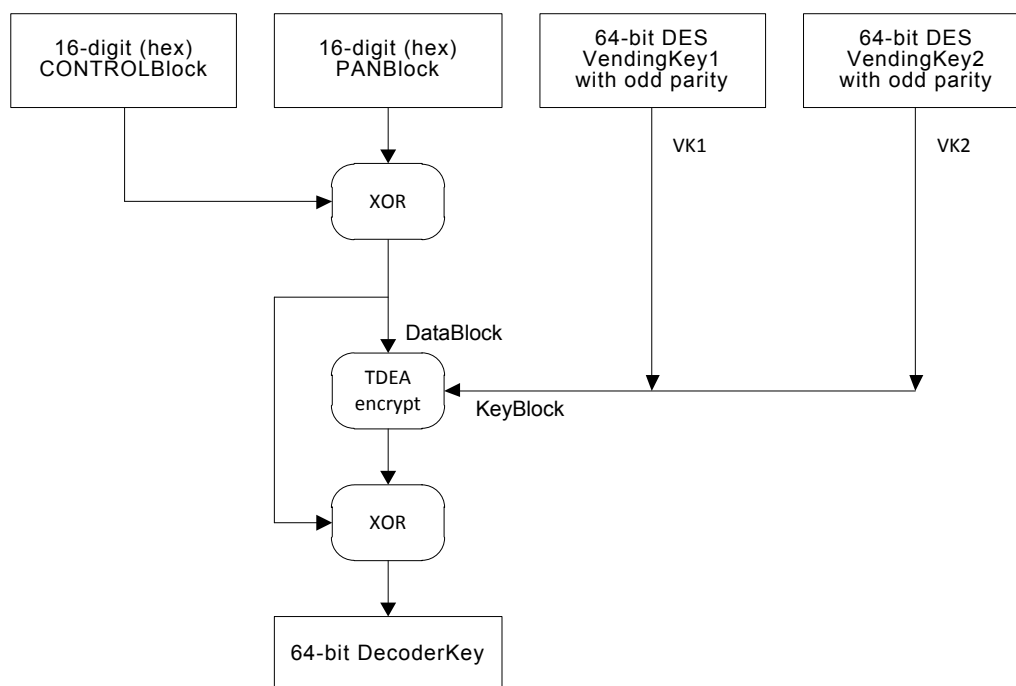 16-digit (hex)
CONTROLBlock
16-digit (hex)
PANBlock
64-bit DES
VendingKey1
with odd parity
64-bit DES
VendingKey2
with odd parity
VK1
VK2
XOR
DataBlock
TDEA
encrypt
KeyBlock
XOR
64-bit DecoderKey